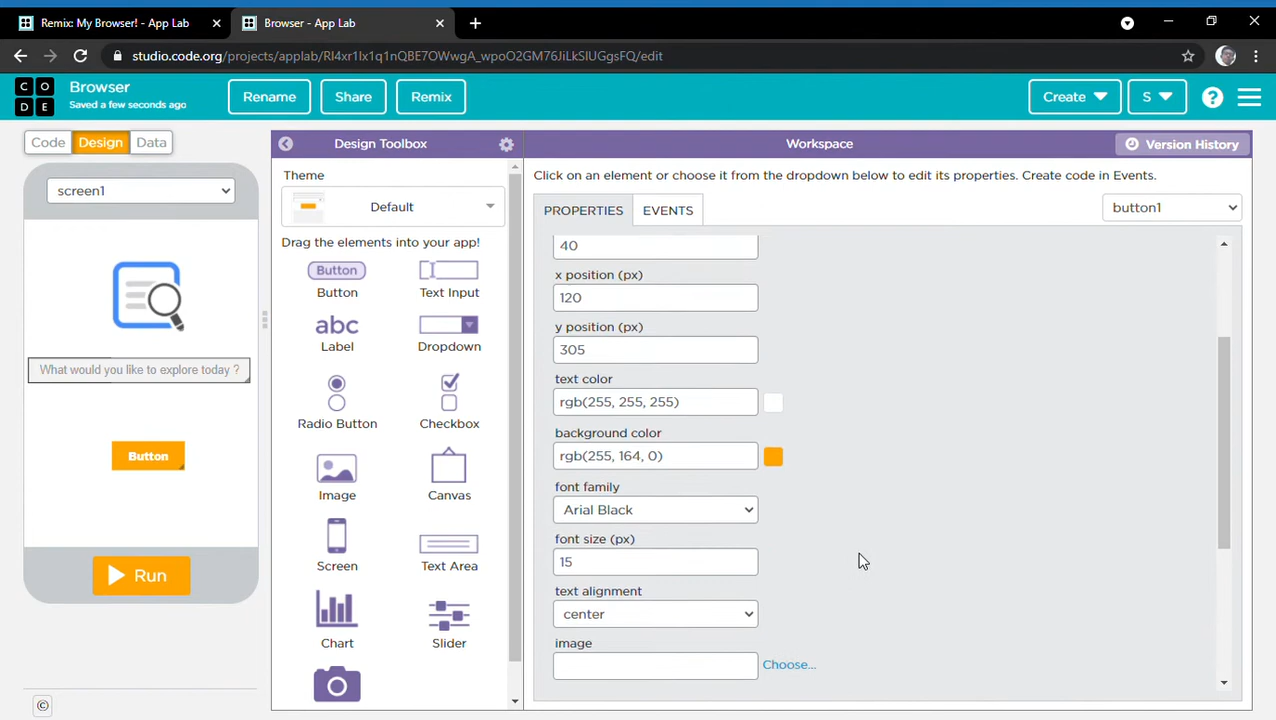 Remix: My Browser! - App Lab
Browser - App Lab
studio.code.org/projects/applab/RI4xr1Ix1q1nQBE7OWwgA_wpoO2GM76JiLkSIUGgsFQ/edit
C O
D E
Browser
Saved a few seconds ago
Rename
Share
Remix
Create
S
?
Code
Design
Data
Design Toolbox
Workspace
Version History
screen1
Theme
Default
Click on an element or choose it from the dropdown below to edit its properties. Create code in Events.
PROPERTIES
EVENTS
button1
Drag the elements into your app!
Button
Button
Text Input
abc
Label
Dropdown
Radio Button
Checkbox
Image
Canvas
Screen
Text Area
Chart
Slider
What would you like to explore today ?
Button
Run
©
40
x position (px)
120
y position (px)
305
text color
rgb(255, 255, 255)
background color
rgb(255, 164, 0)
font family
Arial Black
font size (px)
15
text alignment
center
image
Choose...